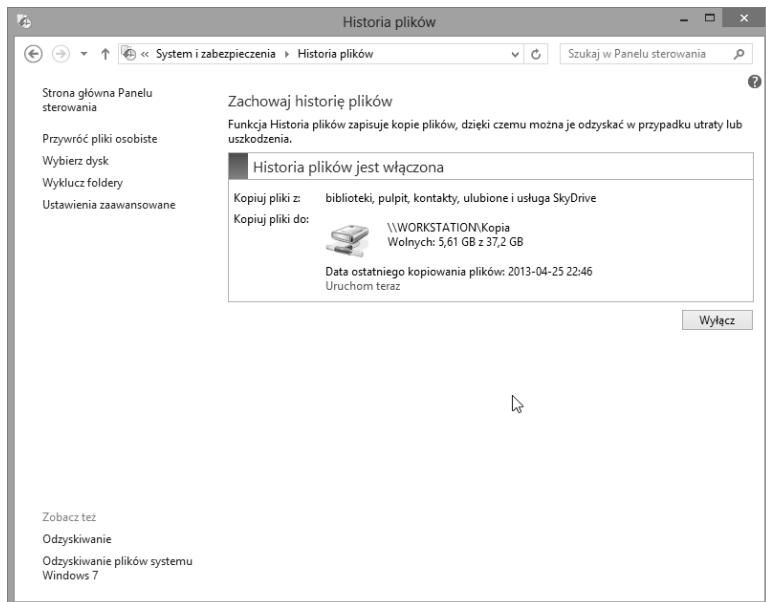 Historia plików
« System i zabezpieczenia Historia plików
Szukaj w Panelu sterowania
Strona główna Panelu
sterowania
Przywróć pliki osobiste
Wybierz dysk
Wyklucz foldery
Ustawienia zaawansowane
Zachowaj historię plików
Funkcja Historia plików zapisuje kopie plików, dzięki czemu można je odzyskać w przypadku utraty lub
uszkodzenia.
Historia plików jest włączona
Kopiuj pliki z: biblioteki, pulpit, kontakty, ulubione i usługa SkyDrive
Kopiuj pliki do:
\\WORKSTATION\Kopia
Wolnych: 5,61 GB z 37,2 GB
Data ostatniego kopiowania plików: 2013-04-25 22:46
Uruchom teraz
Wyłącz
Zobacz też
Odzyskiwanie
Odzyskiwanie plików systemu
Windows 7